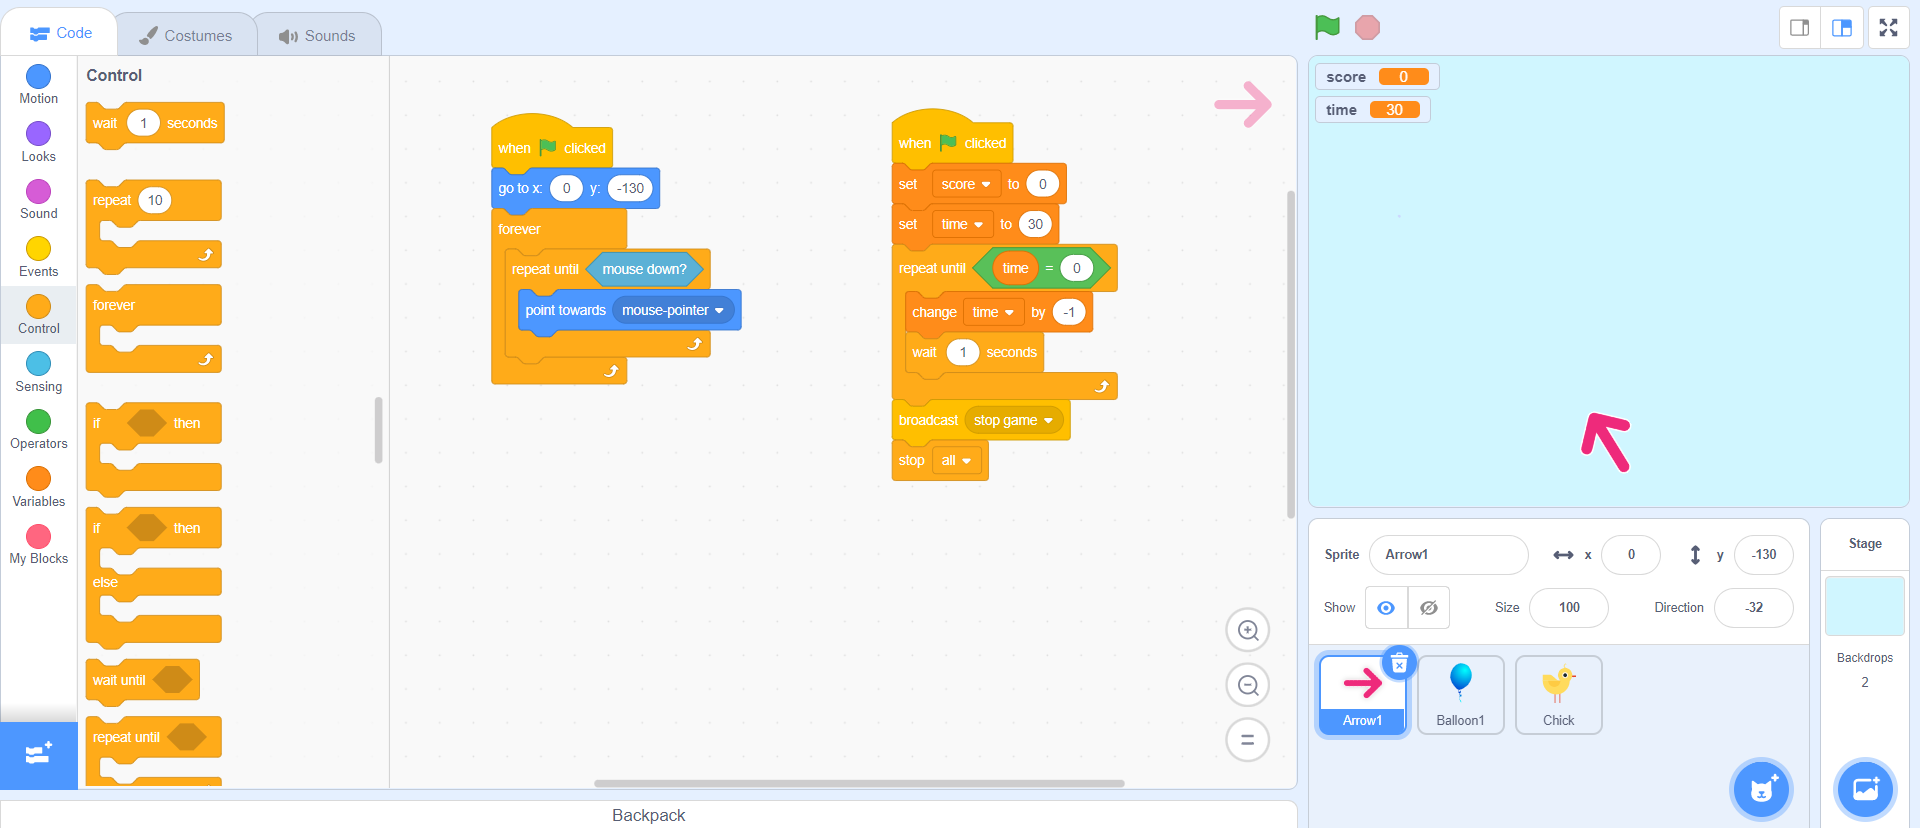 Code
Costumes
Sounds
Motion
Looks
Sound
Events
Control
Sensing
Operators
Variables
My Blocks
Control
wait 1 seconds
repeat 10
forever
if then
if then
else
wait until
repeat until
when clicked
go to x: 0 y: -130
forever
repeat until mouse down?
point towards mouse-pointer
when clicked
set score to 0
set time to 30
repeat until time = 0
change time by -1
wait 1 seconds
broadcast stop game
stop all
Backpack
score 0
time 30
Sprite Arrow1 x 0 y -130
Show Size 100 Direction -32
Arrow1
Balloon1
Chick
Stage
Backdrops
2